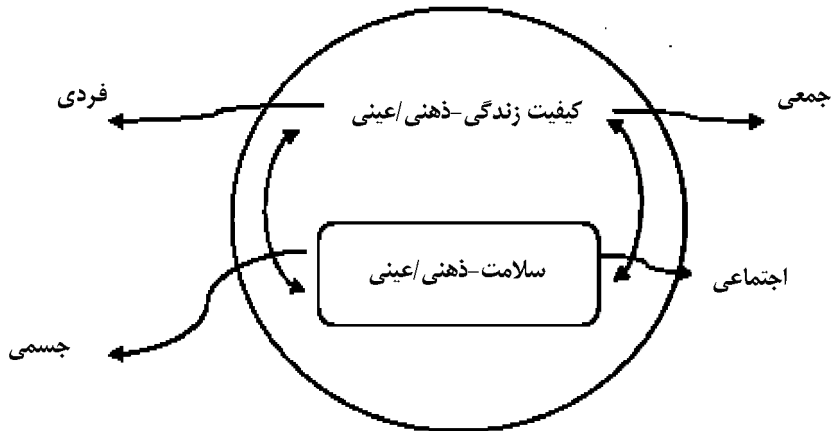 جمعی
کیفیت زندگی-ذهنی/عینی
فردی
اجتماعی
سلامت-ذهنی/عینی
جسمی